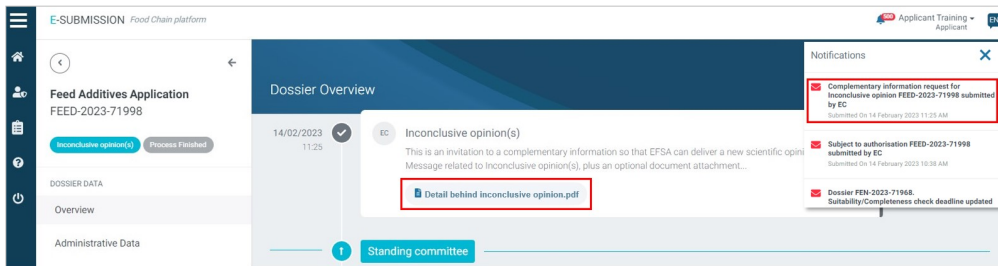 E-SUBMISSION Food Chain platform
500
Applicant Training
Applicant
EN
Feed Additives Application
FEED-2023-71998
Inconclusive opinion(s)
Process Finished
DOSSIER DATA
Overview
Administrative Data
Dossier Overview
14/02/2023
11:25
EC
Inconclusive opinion(s)
This is an invitation to a complementary information so that EFSA can deliver a new scientific opini
Message related to Inconclusive opinion(s), plus an optional document attachment...
Detail behind inconclusive opinion.pdf
Standing committee
Notifications
Complementary information request for
Inconclusive opinion FEED-2023-71998 submitted
by EC
Submitted On 14 February 2023 11:25 AM
Subject to authorisation FEED-2023-71998
submitted by EC
Submitted On 14 February 2023 10:38 AM
Dossier FEN-2023-71968.
Suitability/Completeness check deadline updated